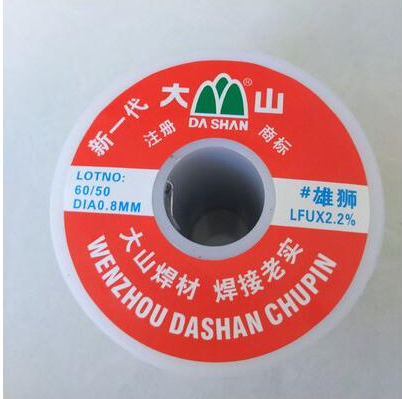 新一代 大 山
®
DA SHAN
注册 商标
LOTNO:
60/50
DIA0.8MM
#雄狮
LFUX2.2%
大山焊材 焊接老实
WENZHOU DASHAN CHUPIN